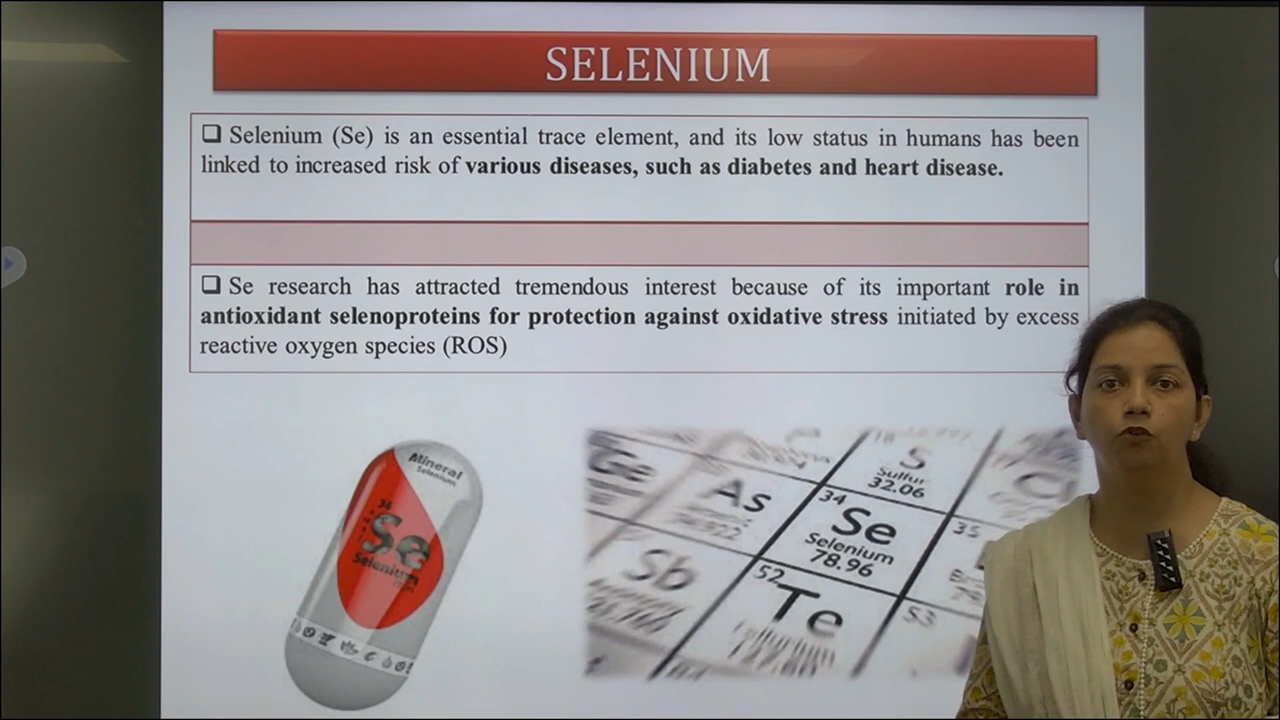 SELENIUM
❑ Selenium (Se) is an essential trace element, and its low status in humans has been
linked to increased risk of various diseases, such as diabetes and heart disease.
❑ Se research has attracted tremendous interest because of its important role in
antioxidant selenoproteins for protection against oxidative stress initiated by excess
reactive oxygen species (ROS)
Mineral
Selenium
34
Se
Selenium
S
Sulfur
32.06
As
34
Se
Selenium
78.96
35
Sb
52
Te
53